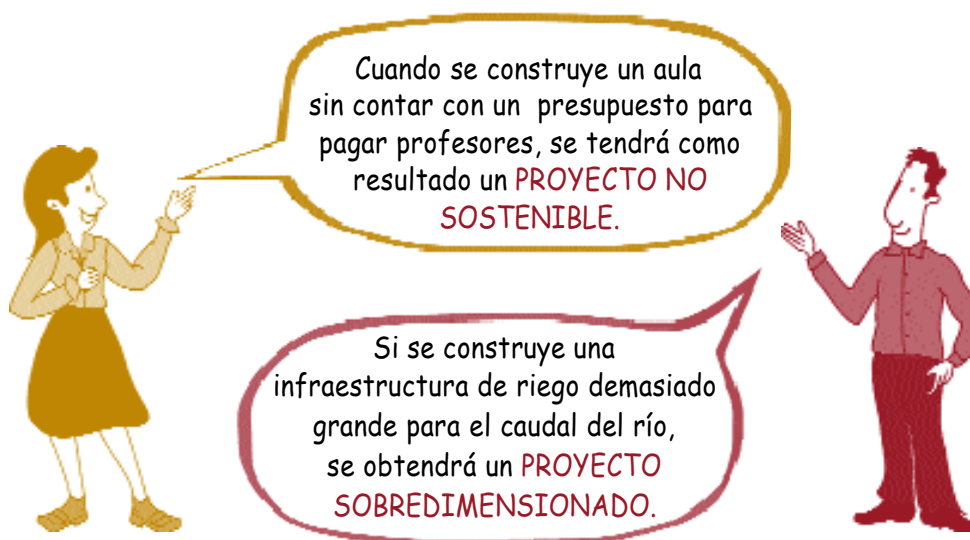 Cuando se construye un aula
sin contar con un presupuesto para
pagar profesores, se tendrá como
resultado un PROYECTO NO
SOSTENIBLE.
Si se construye una
infraestructura de riego demasiado
grande para el caudal del río,
se obtendrá un PROYECTO
SOBREDIMENSIONADO.